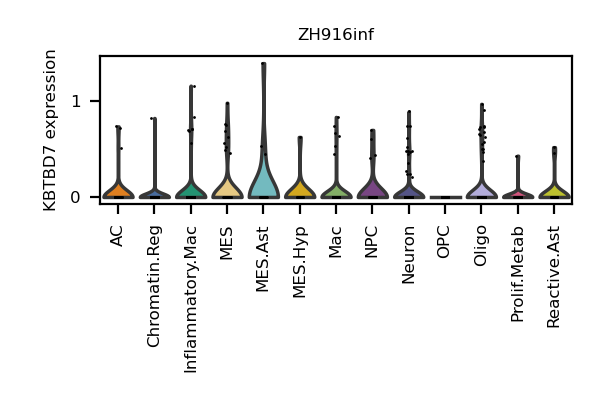 ZH916inf
KBTBD7 expression
1
0
AC
Chromatin.Reg
Inflammatory.Mac
MES
MES.Ast
MES.Hyp
Mac
NPC
Neuron
OPC
Oligo
Prolif.Metab
Reactive.Ast